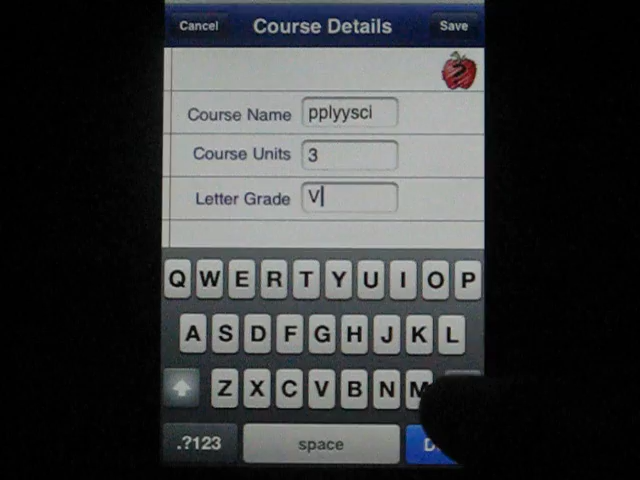 Cancel Course Details Save
Course Name pplyysci
Course Units 3
Letter Grade V
Q W E R T Y U I O P
A S D F G H J K L
Z X C V B N M
.?123 space